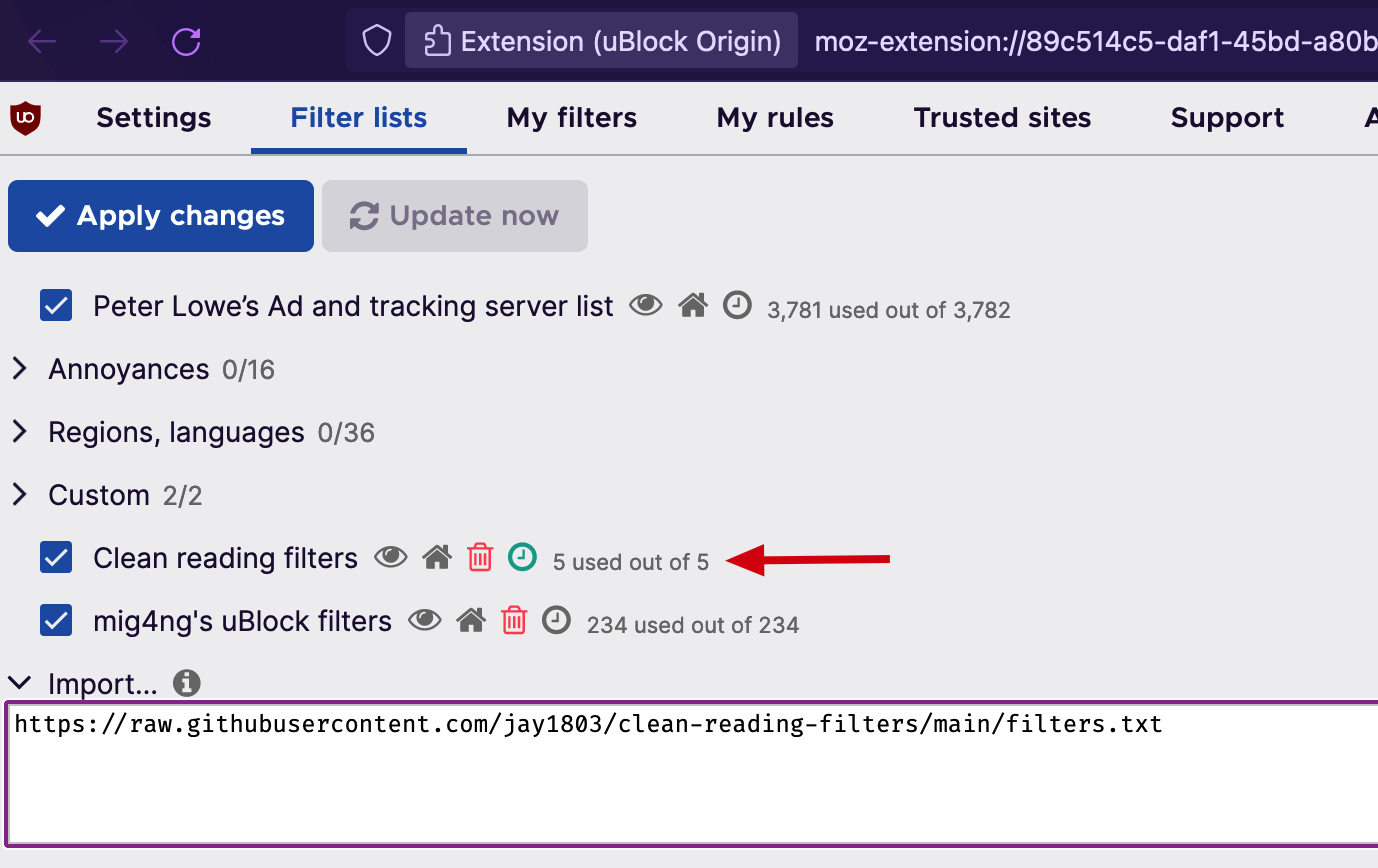 Extension (uBlock Origin) moz-extension://89c514c5-daf1-45bd-a80b
uo Settings Filter lists My filters My rules Trusted sites Support A
Apply changes Update now
Peter Lowe’s Ad and tracking server list 3,781 used out of 3,782
Annoyances 0/16
Regions, languages 0/36
Custom 2/2
Clean reading filters 5 used out of 5
mig4ng's uBlock filters 234 used out of 234
Import...
https://raw.githubusercontent.com/jay1803/clean-reading-filters/main/filters.txt